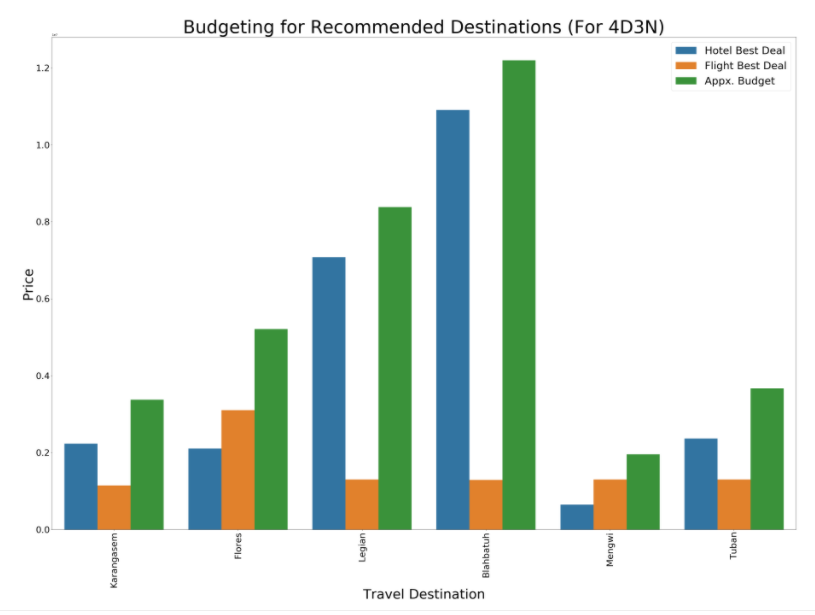 Budgeting for Recommended Destinations (For 4D3N)
Hotel Best Deal
Flight Best Deal
Appx. Budget
1.2
1.0
0.8
0.6
0.4
0.2
0.0
Price
Karangasem
Flores
Legian
Blahbatuh
Mengwi
Tuban
Travel Destination